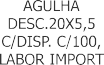 AGULHA
DESC.20X5,5
C/DISP. C/100,
LABOR IMPORT